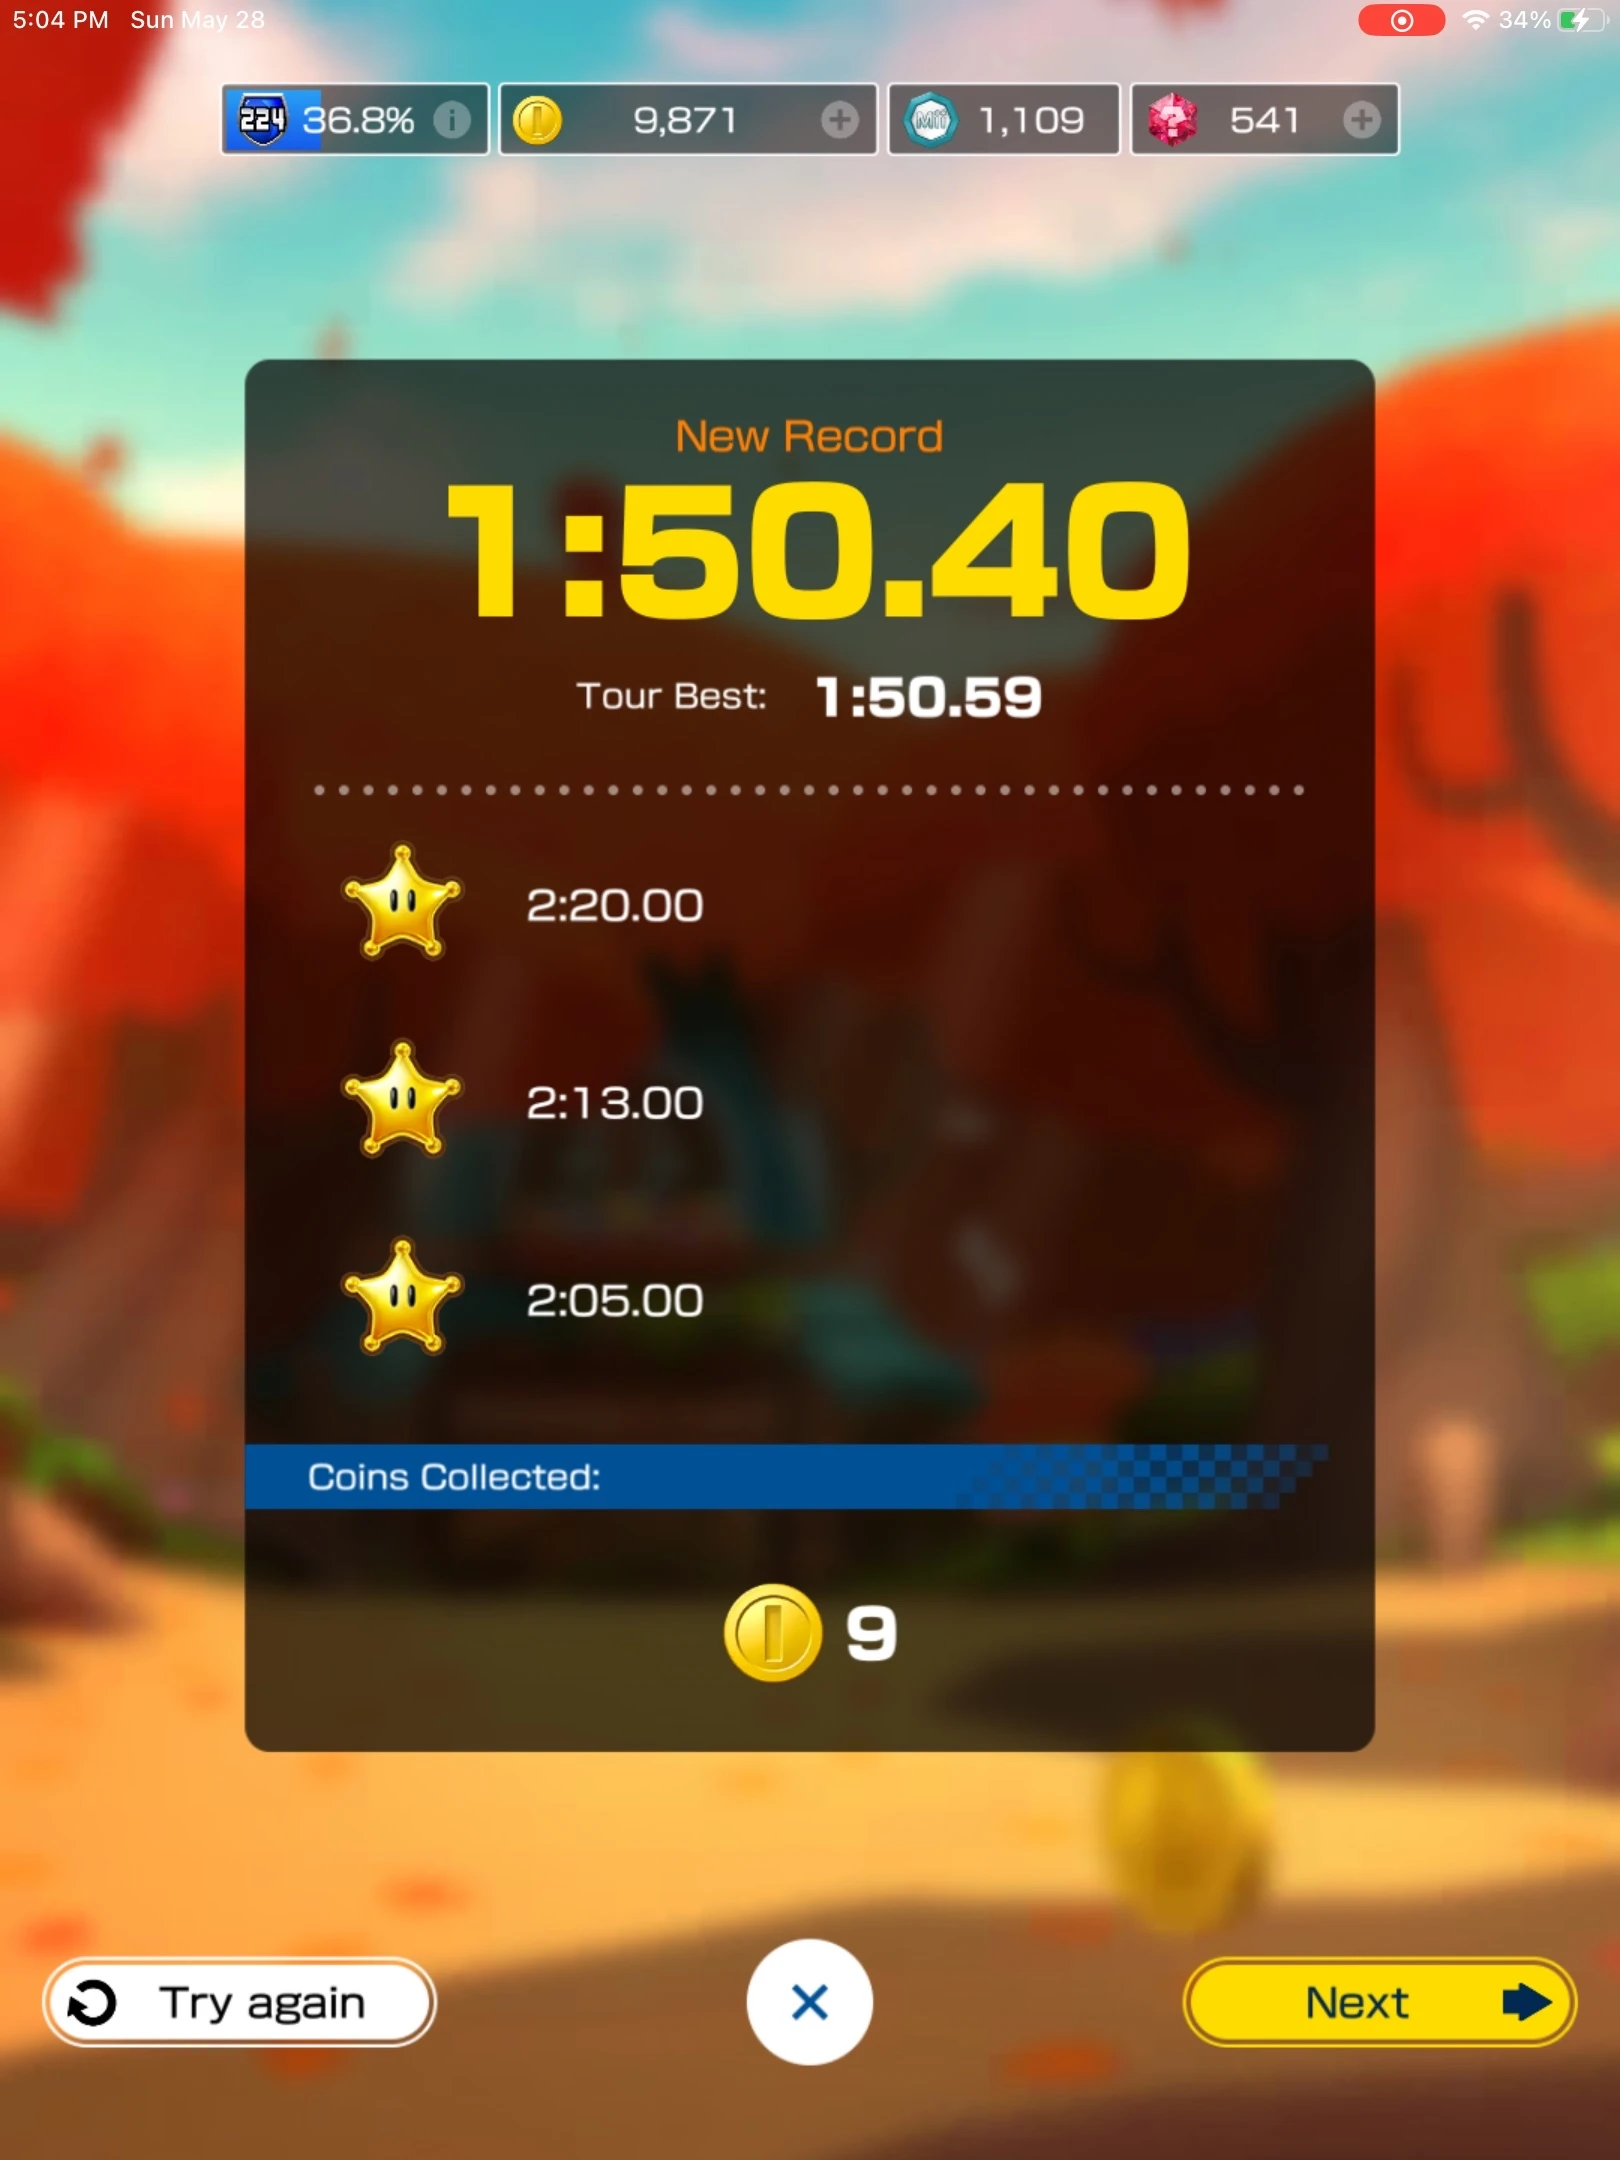 5:04 PM Sun May 28 34%
224 36.8% 9,871 Mii 1,109 541
New Record
1:50.40
Tour Best: 1:50.59
2:20.00
2:13.00
2:05.00
Coins Collected:
9
Try again Next